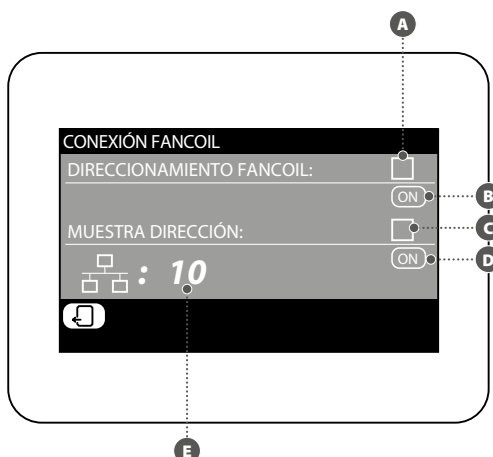 A
CONEXIÓN FANCOIL
DIRECCIONAMIENTO FANCOIL:
ON B
MUESTRA DIRECCIÓN: C
ON D
: 10
E